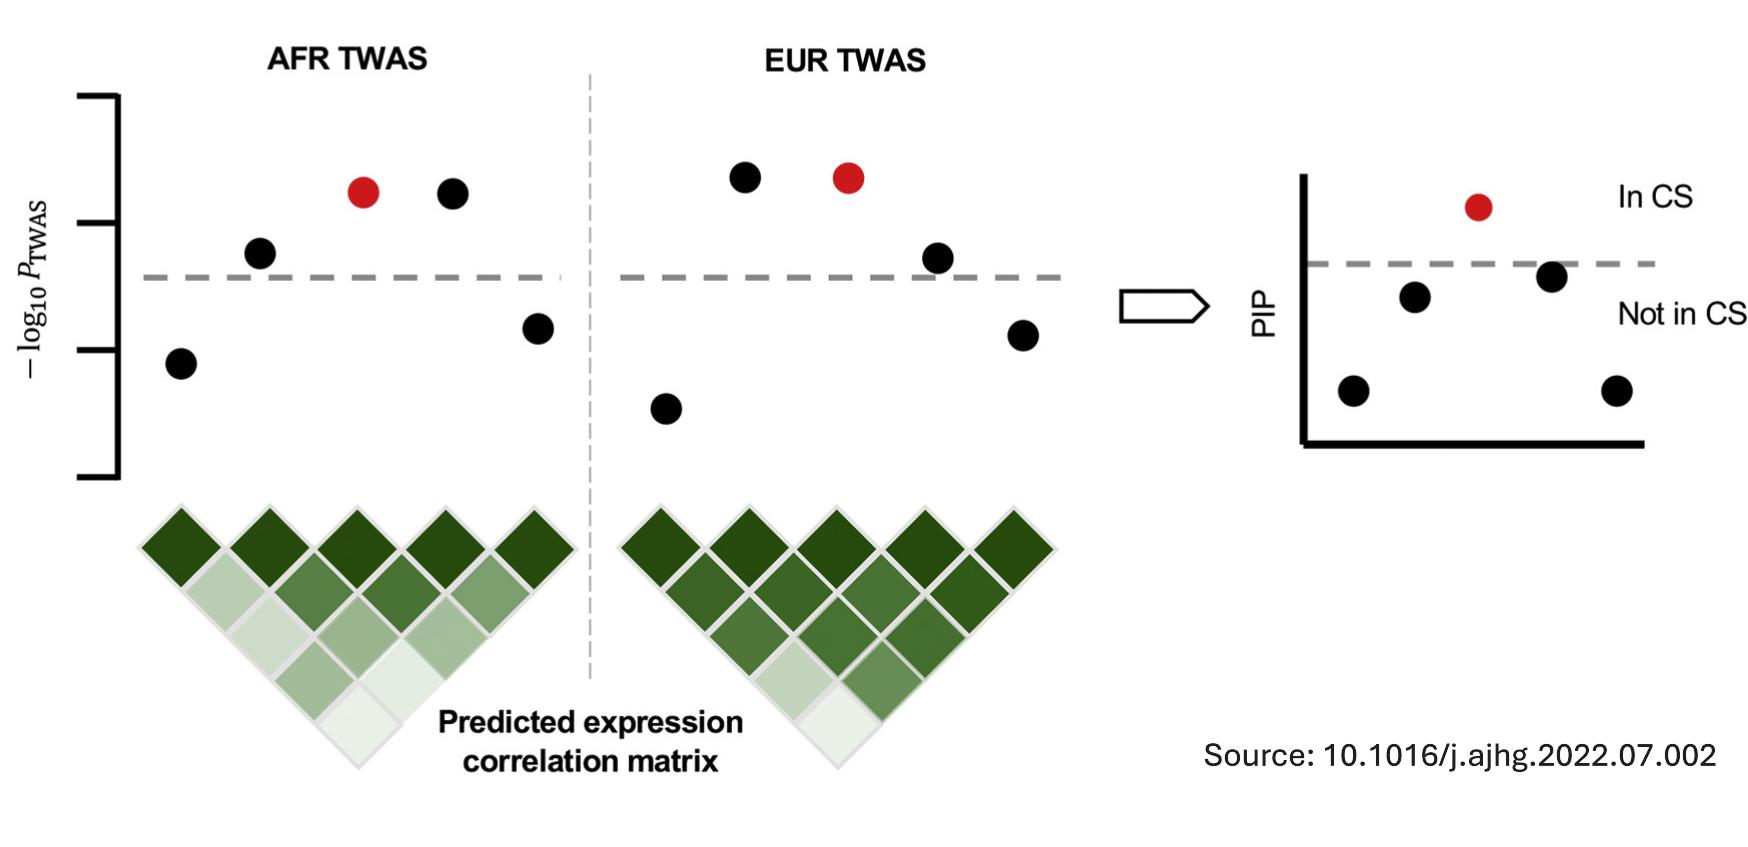 AFR TWAS
EUR TWAS
− log₁₀ P_TWAS
PIP
In CS
Not in CS
Predicted expression
correlation matrix
Source: 10.1016/j.ajhg.2022.07.002